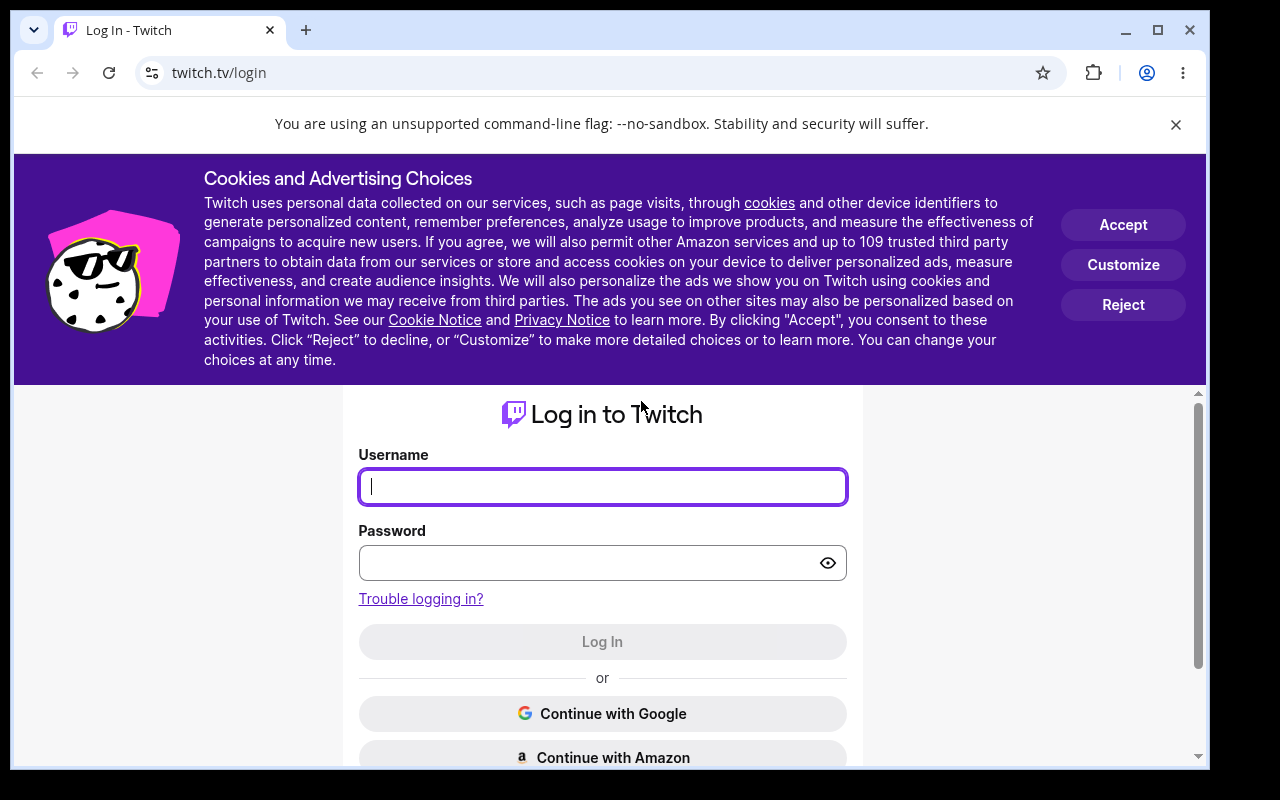 Log In - Twitch
twitch.tv/login
You are using an unsupported command-line flag: --no-sandbox. Stability and security will suffer.
Cookies and Advertising Choices
Twitch uses personal data collected on our services, such as page visits, through cookies and other device identifiers to
generate personalized content, remember preferences, analyze usage to improve products, and measure the effectiveness of
campaigns to acquire new users. If you agree, we will also permit other Amazon services and up to 109 trusted third party
partners to obtain data from our services or store and access cookies on your device to deliver personalized ads, measure
effectiveness, and create audience insights. We will also personalize the ads we show you on Twitch using cookies and
personal information we may receive from third parties. The ads you see on other sites may also be personalized based on
your use of Twitch. See our Cookie Notice and Privacy Notice to learn more. By clicking "Accept", you consent to these
activities. Click “Reject” to decline, or “Customize” to make more detailed choices or to learn more. You can change your
choices at any time.
Accept
Customize
Reject
Log in to Twitch
Username
Password
Trouble logging in?
Log In
or
Continue with Google
Continue with Amazon